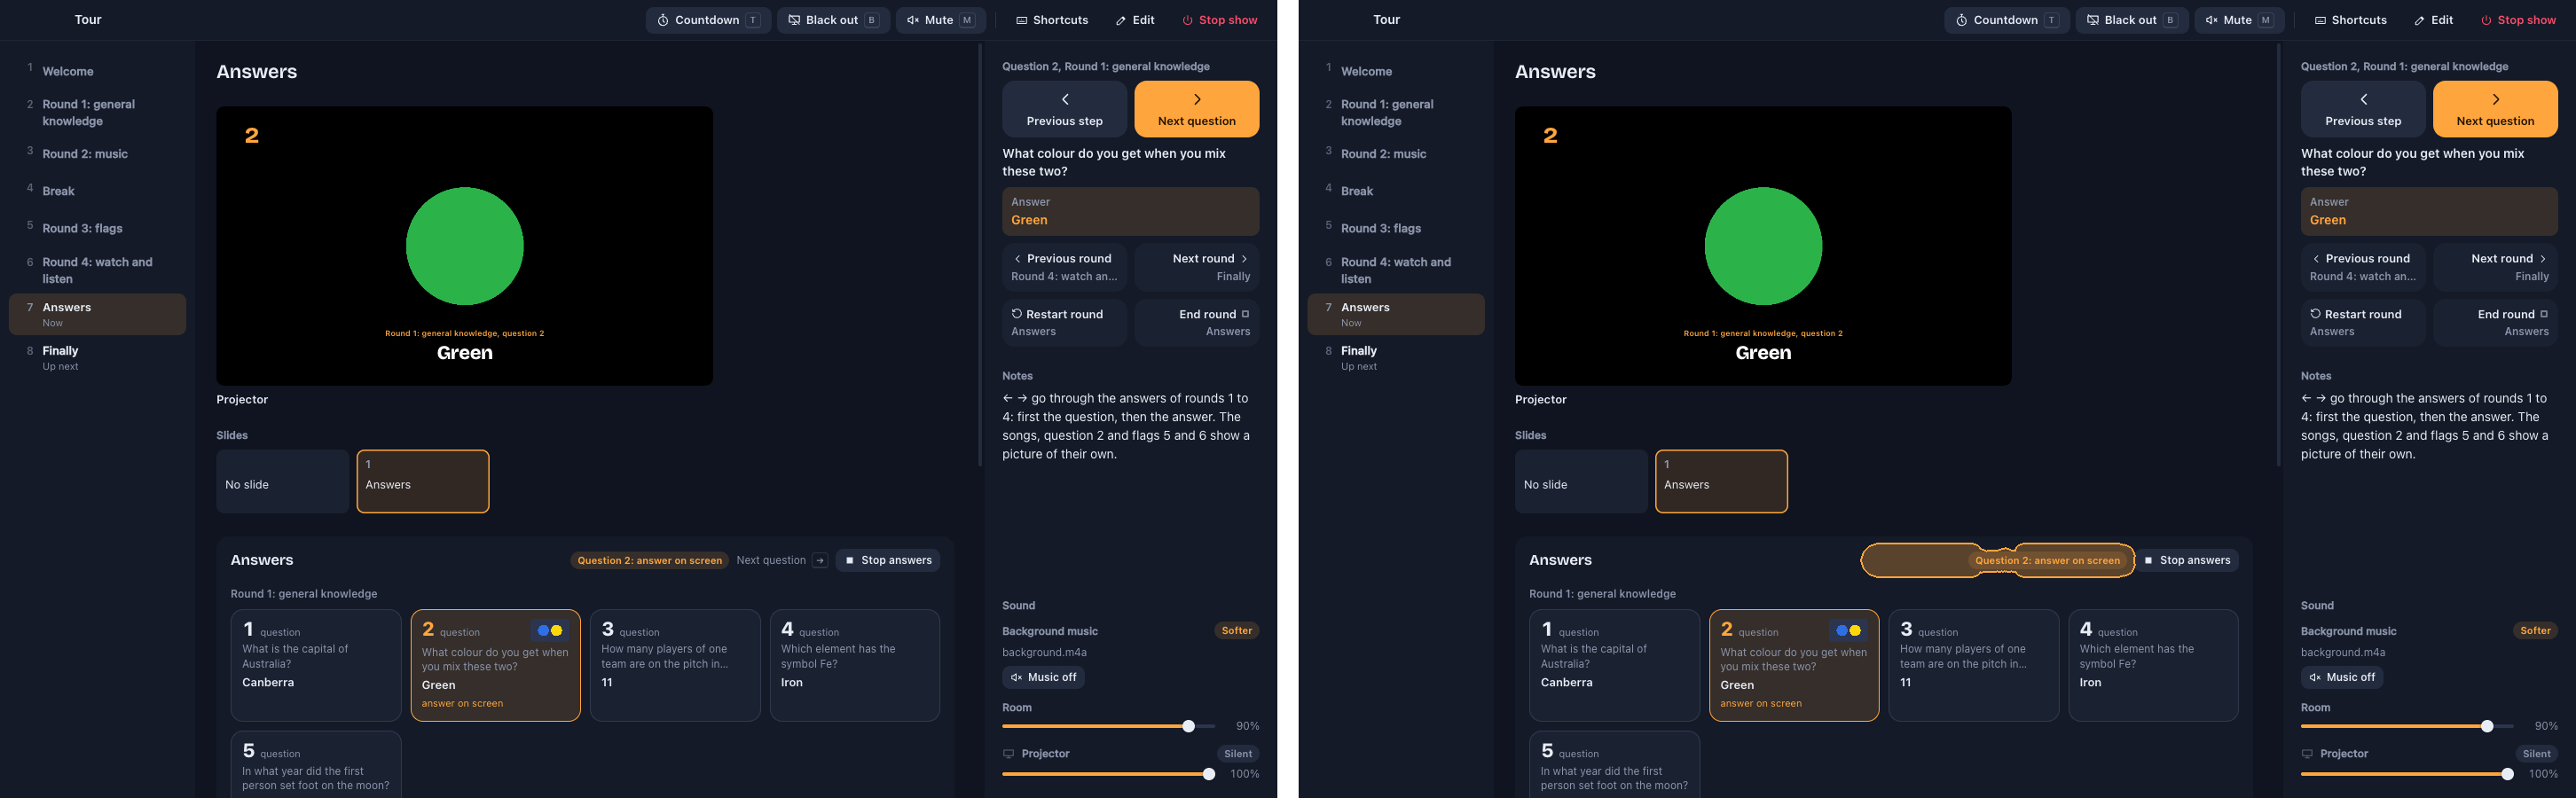 Tour
Countdown T
Black out B
Mute M
Shortcuts
Edit
Stop show
1 Welcome
2 Round 1: general
knowledge
3 Round 2: music
4 Break
5 Round 3: flags
6 Round 4: watch and
listen
7 Answers
Now
8 Finally
Up next
Answers
2
Round 1: general knowledge, question 2
Green
Projector
Slides
No slide
1
Answers
Answers
Question 2: answer on screen
Next question →
Stop answers
Round 1: general knowledge
1 question
What is the capital of
Australia?
Canberra
2 question
What colour do you get when
you mix these two?
Green
answer on screen
3 question
How many players of one
team are on the pitch in...
11
4 question
Which element has the
symbol Fe?
Iron
5 question
In what year did the first
person set foot on the moon?
Question 2, Round 1: general knowledge
Previous step
Next question
What colour do you get when you mix
these two?
Answer
Green
Previous round
Round 4: watch an...
Next round
Finally
Restart round
Answers
End round
Answers
Notes
← → go through the answers of rounds 1 to
4: first the question, then the answer. The
songs, question 2 and flags 5 and 6 show a
picture of their own.
Sound
Background music Softer
background.m4a
Music off
Room
90%
Projector Silent
100%
Tour
Countdown T
Black out B
Mute M
Shortcuts
Edit
Stop show
1 Welcome
2 Round 1: general
knowledge
3 Round 2: music
4 Break
5 Round 3: flags
6 Round 4: watch and
listen
7 Answers
Now
8 Finally
Up next
Answers
2
Round 1: general knowledge, question 2
Green
Projector
Slides
No slide
1
Answers
Answers
Question 2: answer on screen
Stop answers
Round 1: general knowledge
1 question
What is the capital of
Australia?
Canberra
2 question
What colour do you get when
you mix these two?
Green
answer on screen
3 question
How many players of one
team are on the pitch in...
11
4 question
Which element has the
symbol Fe?
Iron
5 question
In what year did the first
person set foot on the moon?
Question 2, Round 1: general knowledge
Previous step
Next question
What colour do you get when you mix
these two?
Answer
Green
Previous round
Round 4: watch an...
Next round
Finally
Restart round
Answers
End round
Answers
Notes
← → go through the answers of rounds 1 to
4: first the question, then the answer. The
songs, question 2 and flags 5 and 6 show a
picture of their own.
Sound
Background music Softer
background.m4a
Music off
Room
90%
Projector Silent
100%